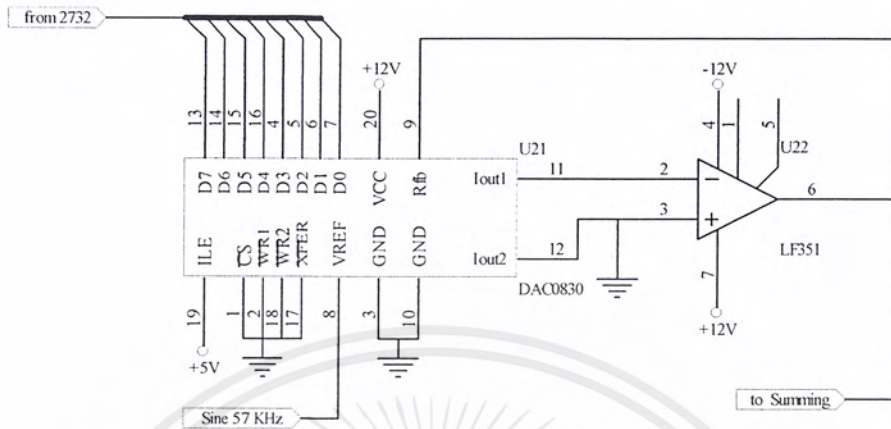 from 2732
+12V
-12V
13
14
15
16
4
5
6
7
20
9
4
1
5
U21
U22
D7
D6
D5
D4
D3
D2
D1
D0
VCC
Rfb
Iout1
11
2
6
3
ILE
CS
WR1
WR2
XFER
VREF
GND
GND
Iout2
12
LF351
DAC0830
19
1
2
18
17
8
3
10
7
+5V
+12V
Sine 57 KHz
to Summing